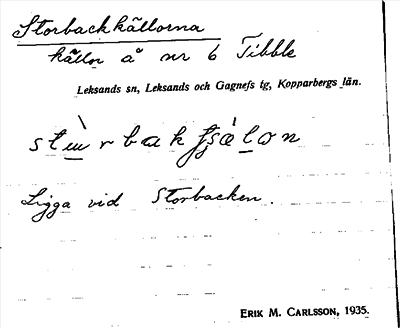 Storbackkällorna
källor å nr 6 Tibble
Leksands sn, Leksands och Gagnefs tg, Kopparbergs län.
Ligga vid Storbacken.
ERIK M. CARLSSON, 1935.